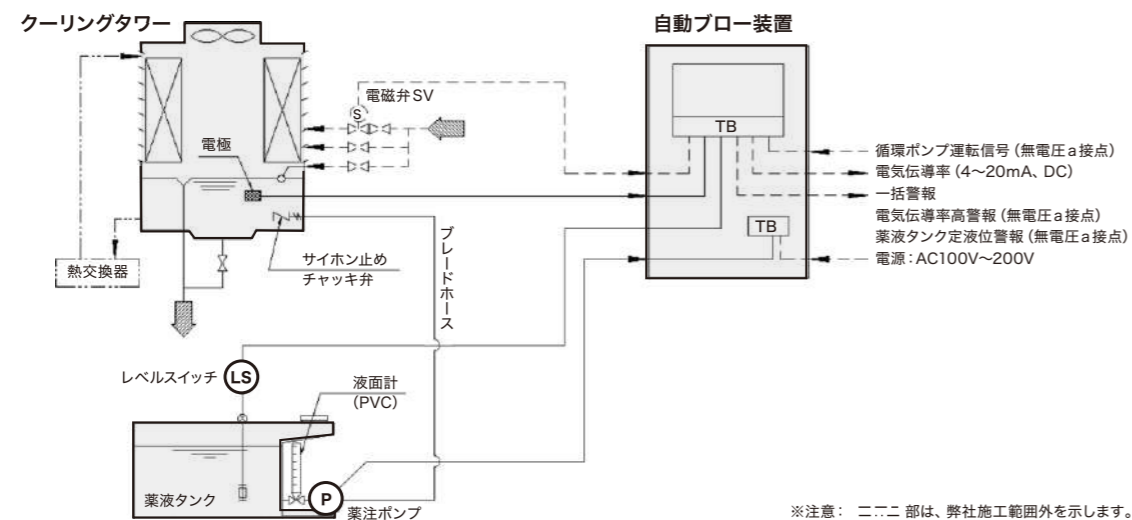 クーリングタワー
自動ブロー装置
電磁弁SV
S
電極
TB
循環ポンプ運転信号（無電圧a接点）
電気伝導率（4～20mA、DC）
一括警報
電気伝導率高警報（無電圧a接点）
薬液タンク定液位警報（無電圧a接点）
TB
電源：AC100V～200V
熱交換器
サイホン止め
チャッキ弁
ブレードホース
レベルスイッチ
LS
液面計
（PVC）
薬液タンク
P
薬注ポンプ
※注意： 部は、弊社施工範囲外を示します。